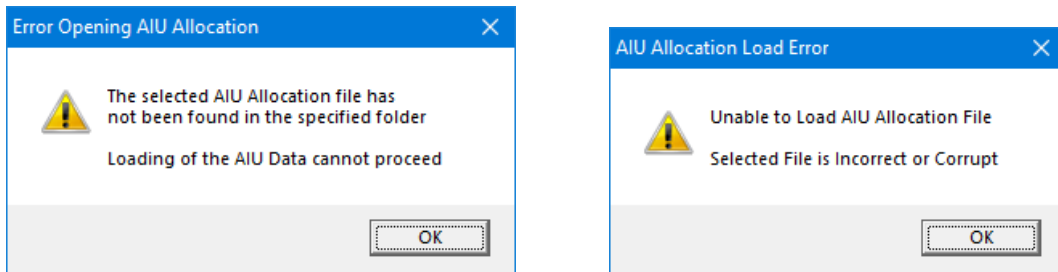 Error Opening AIU Allocation
The selected AIU Allocation file has
not been found in the specified folder
Loading of the AIU Data cannot proceed
OK
AIU Allocation Load Error
Unable to Load AIU Allocation File
Selected File is Incorrect or Corrupt
OK